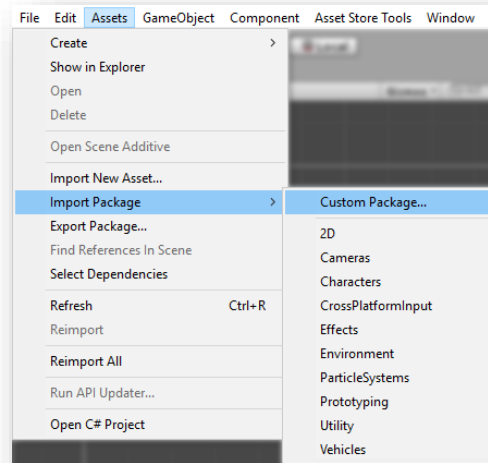 File Edit Assets GameObject Component Asset Store Tools Window
Create >
Show in Explorer
Open
Delete
Open Scene Additive
Import New Asset...
Import Package >
Export Package...
Find References In Scene
Select Dependencies
Refresh Ctrl+R
Reimport
Reimport All
Run API Updater...
Open C# Project
Custom Package...
2D
Cameras
Characters
CrossPlatformInput
Effects
Environment
ParticleSystems
Prototyping
Utility
Vehicles
Local